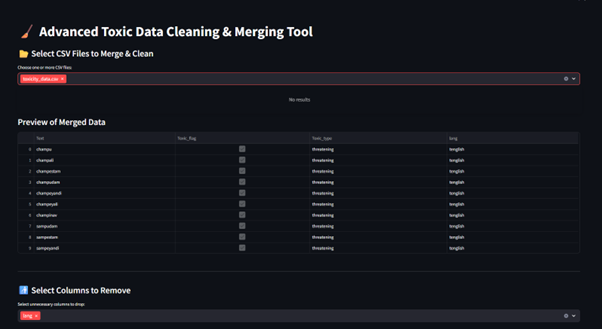 Advanced Toxic Data Cleaning & Merging Tool
Select CSV Files to Merge & Clean
Choose one or more CSV files:
toxicity_data.csv ×
No results
Preview of Merged Data
Text Toxic_flag Toxic_type lang
0 champu threatening tenglish
1 champali threatening tenglish
2 champestam threatening tenglish
3 champudam threatening tenglish
4 champeyandi threatening tenglish
5 champeyali threatening tenglish
6 champinav threatening tenglish
7 sampudam threatening tenglish
8 sampestam threatening tenglish
9 sampeyandi threatening tenglish
Select Columns to Remove
Select unnecessary columns to drop:
lang ×